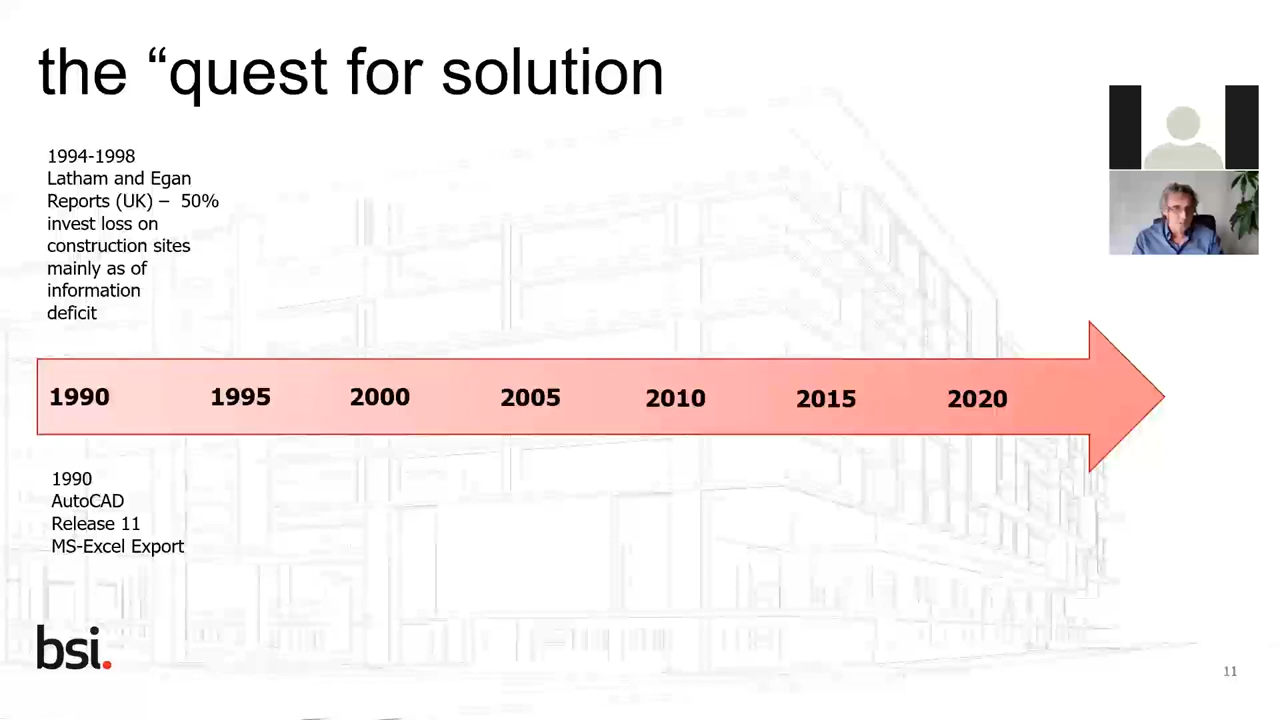 the “quest for solution
1994-1998
Latham and Egan
Reports (UK) – 50%
invest loss on
construction sites
mainly as of
information
deficit
1990 1995 2000 2005 2010 2015 2020
1990
AutoCAD
Release 11
MS-Excel Export
bsi.
11